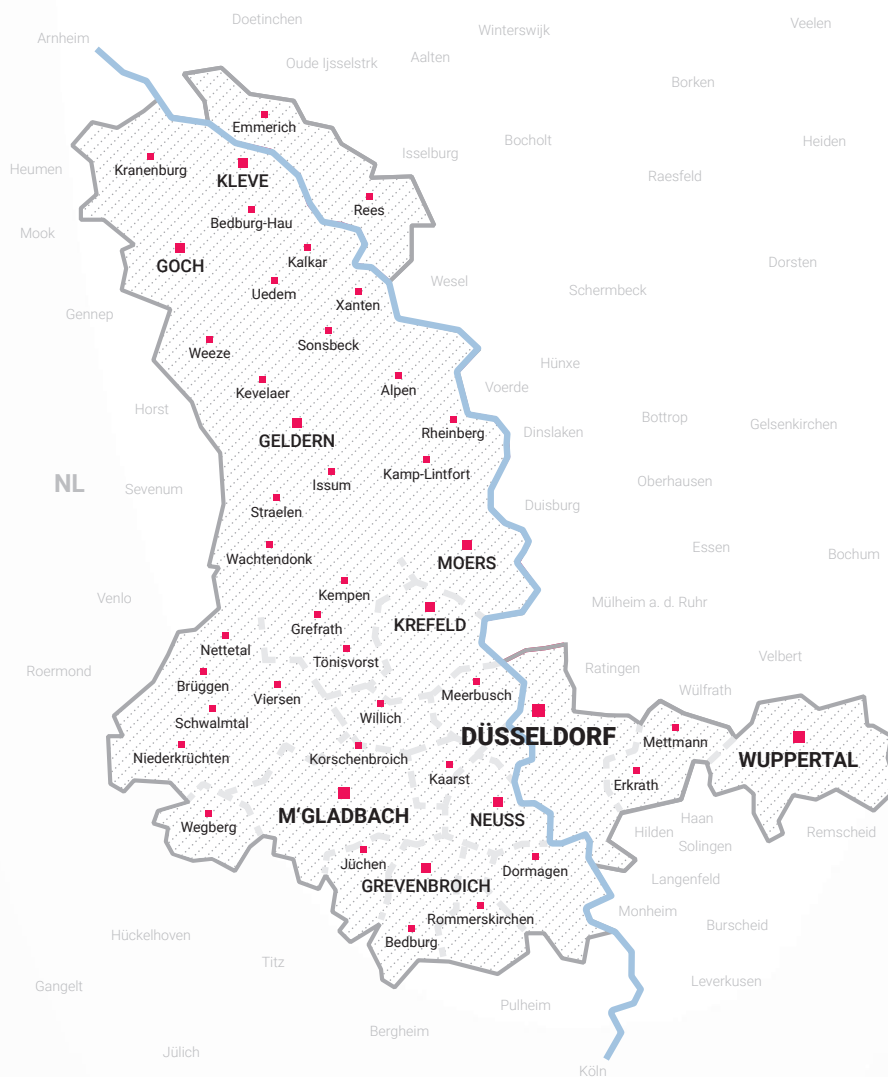 Doetinchen
Veelen
Winterswijk
Arnheim
Aalten
Oude Ijsselstrk
Borken
Emmerich
Bocholt
Heiden
Isselburg
Heumen
Kranenburg
KLEVE
Raesfeld
Rees
Bedburg-Hau
Mook
Kalkar
GOCH
Dorsten
Wesel
Uedem
Schermbeck
Xanten
Gennep
Sonsbeck
Weeze
Hünxe
Kevelaer
Alpen
Voerde
Horst
Bottrop
Gelsenkirchen
Rheinberg
Dinslaken
GELDERN
Kamp-Lintfort
Oberhausen
NL
Issum
Sevenum
Duisburg
Straelen
Essen
Bochum
Wachtendonk
MOERS
Kempen
Venlo
Mülheim a. d. Ruhr
KREFELD
Grefrath
Nettetal
Velbert
Tönisvorst
Ratingen
Roermond
Brüggen
Wülfrath
Meerbusch
Viersen
Willich
Schwalmtal
DÜSSELDORF
Mettmann
Niederkrüchten
Korschenbroich
WUPPERTAL
Kaarst
Erkrath
M'GLADBACH
Haan
NEUSS
Wegberg
Hilden
Remscheid
Solingen
Jüchen
Dormagen
Langenfeld
GREVENBROICH
Monheim
Rommerskirchen
Burscheid
Hückelhoven
Bedburg
Titz
Leverkusen
Gangelt
Pulheim
Bergheim
Jülich
Köln